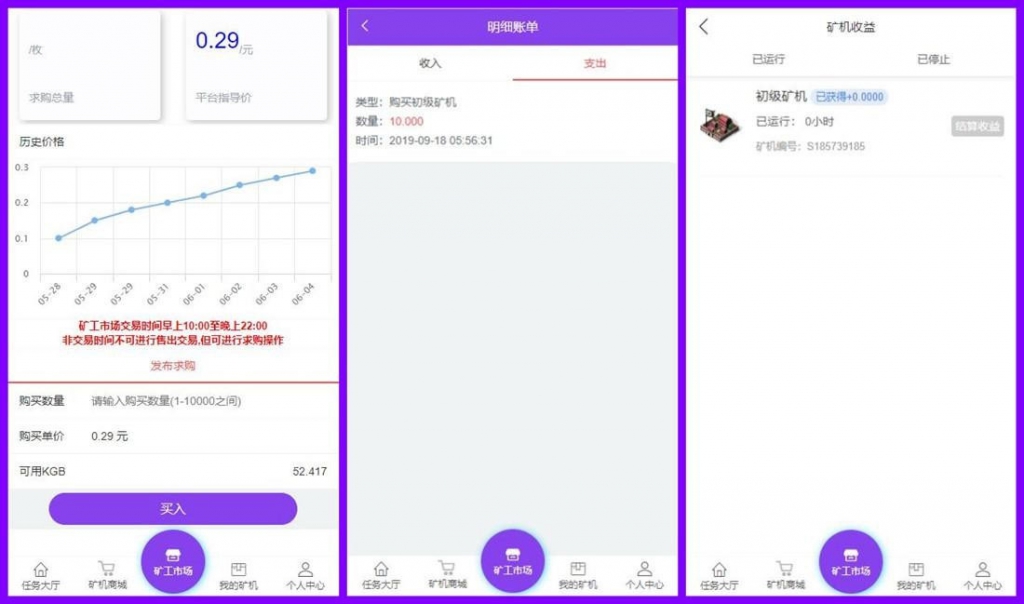 /枚
求购总量
0.29/元
平台指导价
历史价格
0.3
0.2
0.1
0
05-28
05-29
05-29
05-31
06-01
06-02
06-03
06-04
矿工市场交易时间早上10:00至晚上22:00
非交易时间不可进行售出交易,但可进行求购操作
发布求购
购买数量 请输入购买数量(1-10000之间)
购买单价 0.29 元
可用KGB 52.417
买入
任务大厅
矿机商城
矿工市场
我的矿机
个人中心
明细账单
收入 支出
类型：购买初级矿机
数量：10.000
时间：2019-09-18 05:56:31
任务大厅
矿机商城
矿工市场
我的矿机
个人中心
矿机收益
已运行 已停止
初级矿机 已获得+0.0000
已运行： 0小时
结算收益
矿机编号：S185739185
任务大厅
矿机商城
矿工市场
我的矿机
个人中心